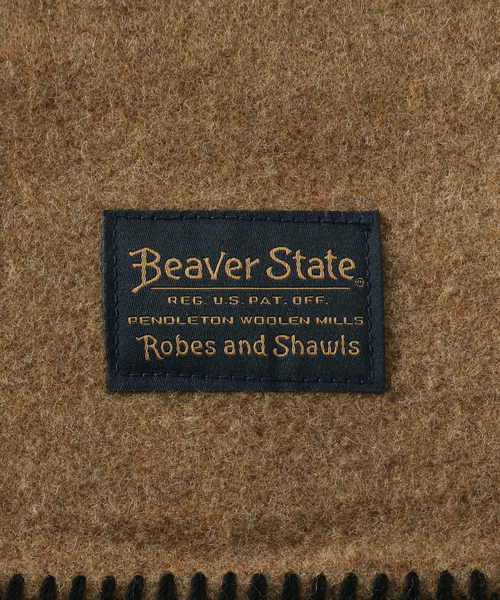 Beaver State®
REG. U.S. PAT. OFF.
PENDLETON WOOLEN MILLS
Robes and Shawls